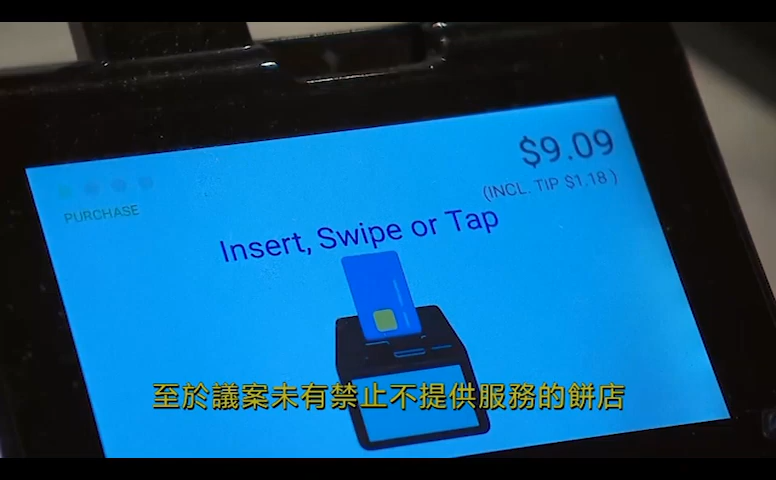 $9.09
(INCL. TIP $1.18 )
PURCHASE
Insert, Swipe or Tap
至於議案未有禁止不提供服務的餅店